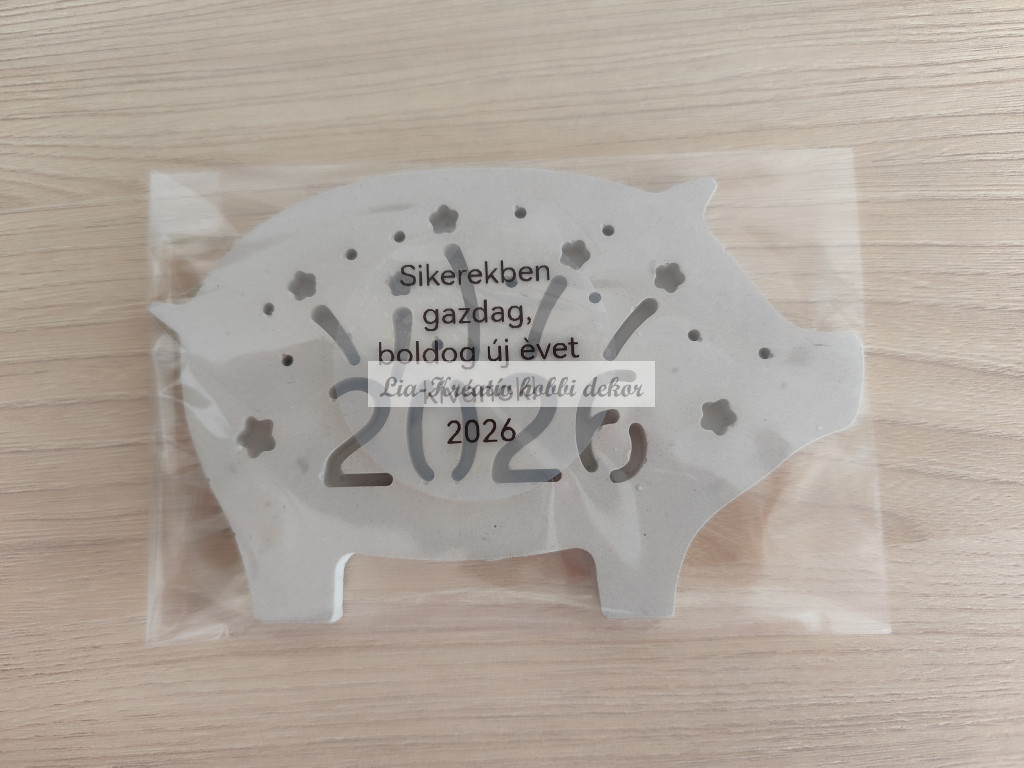 Sikerekben
gazdag,
boldog új èvet
Lia-Kreatív hobbi dekor
2026
2026